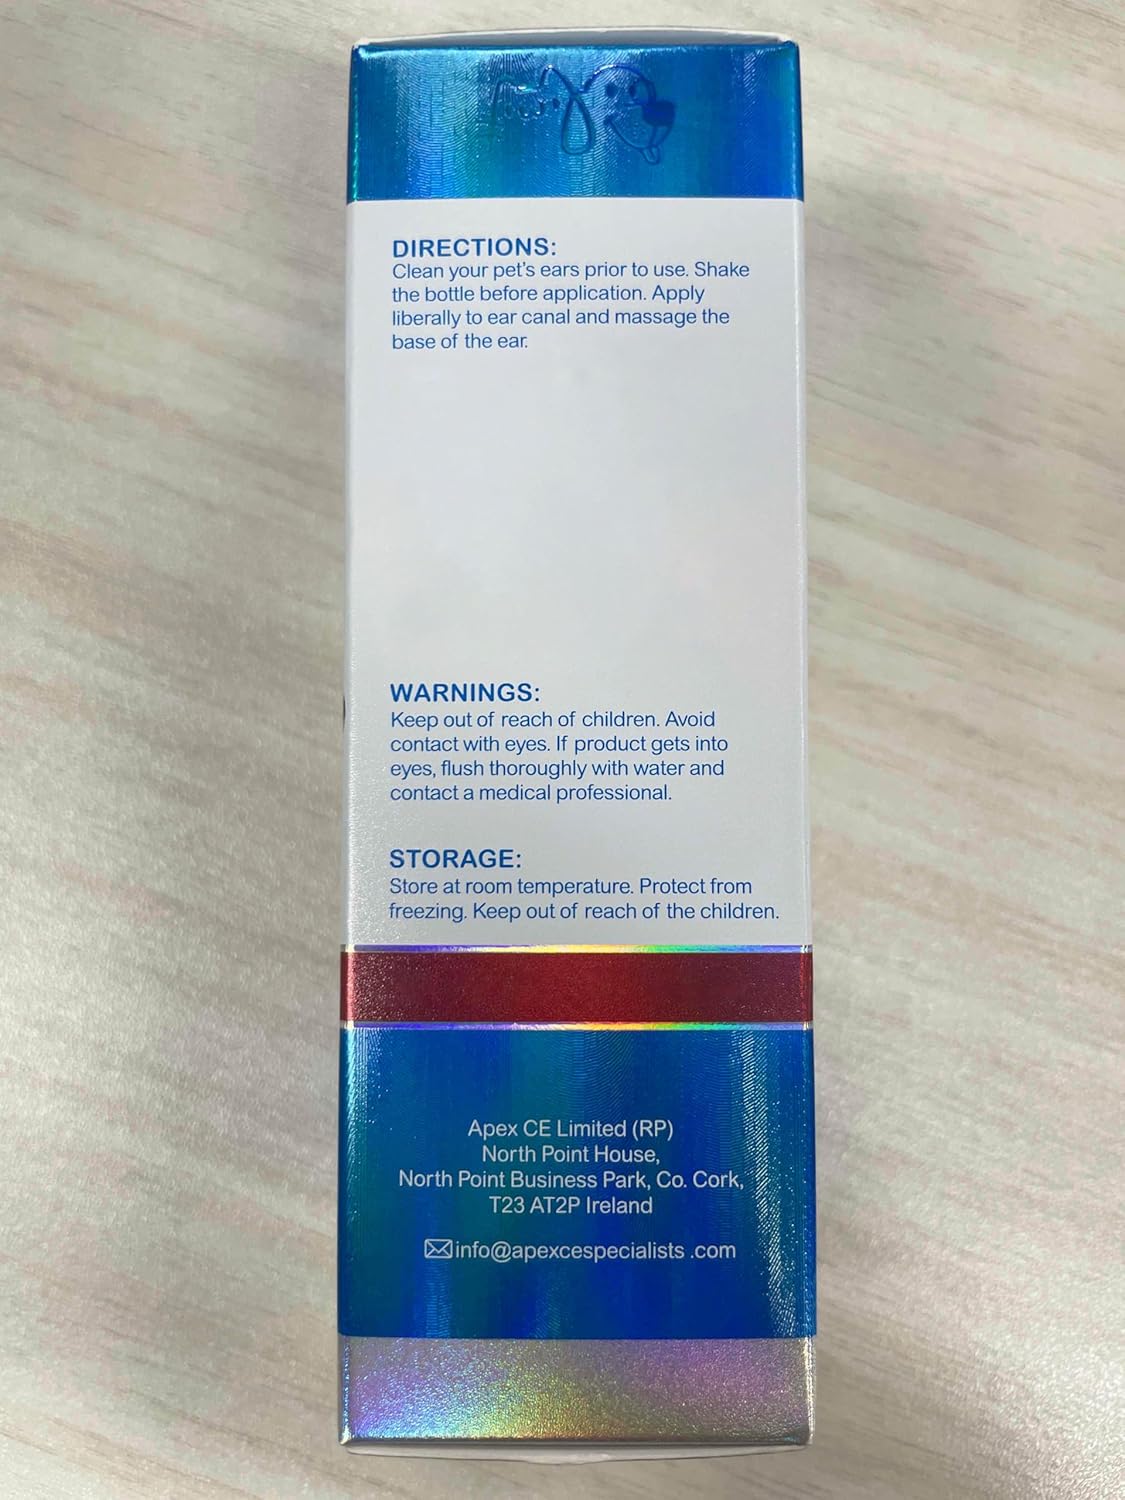 DIRECTIONS:
Clean your pet's ears prior to use. Shake
the bottle before application. Apply
liberally to ear canal and massage the
base of the ear.
WARNINGS:
Keep out of reach of children. Avoid
contact with eyes. If product gets into
eyes, flush thoroughly with water and
contact a medical professional.
STORAGE:
Store at room temperature. Protect from
freezing. Keep out of reach of the children.
Apex CE Limited (RP)
North Point House,
North Point Business Park, Co. Cork,
T23 AT2P Ireland
info@apexcespecialists .com